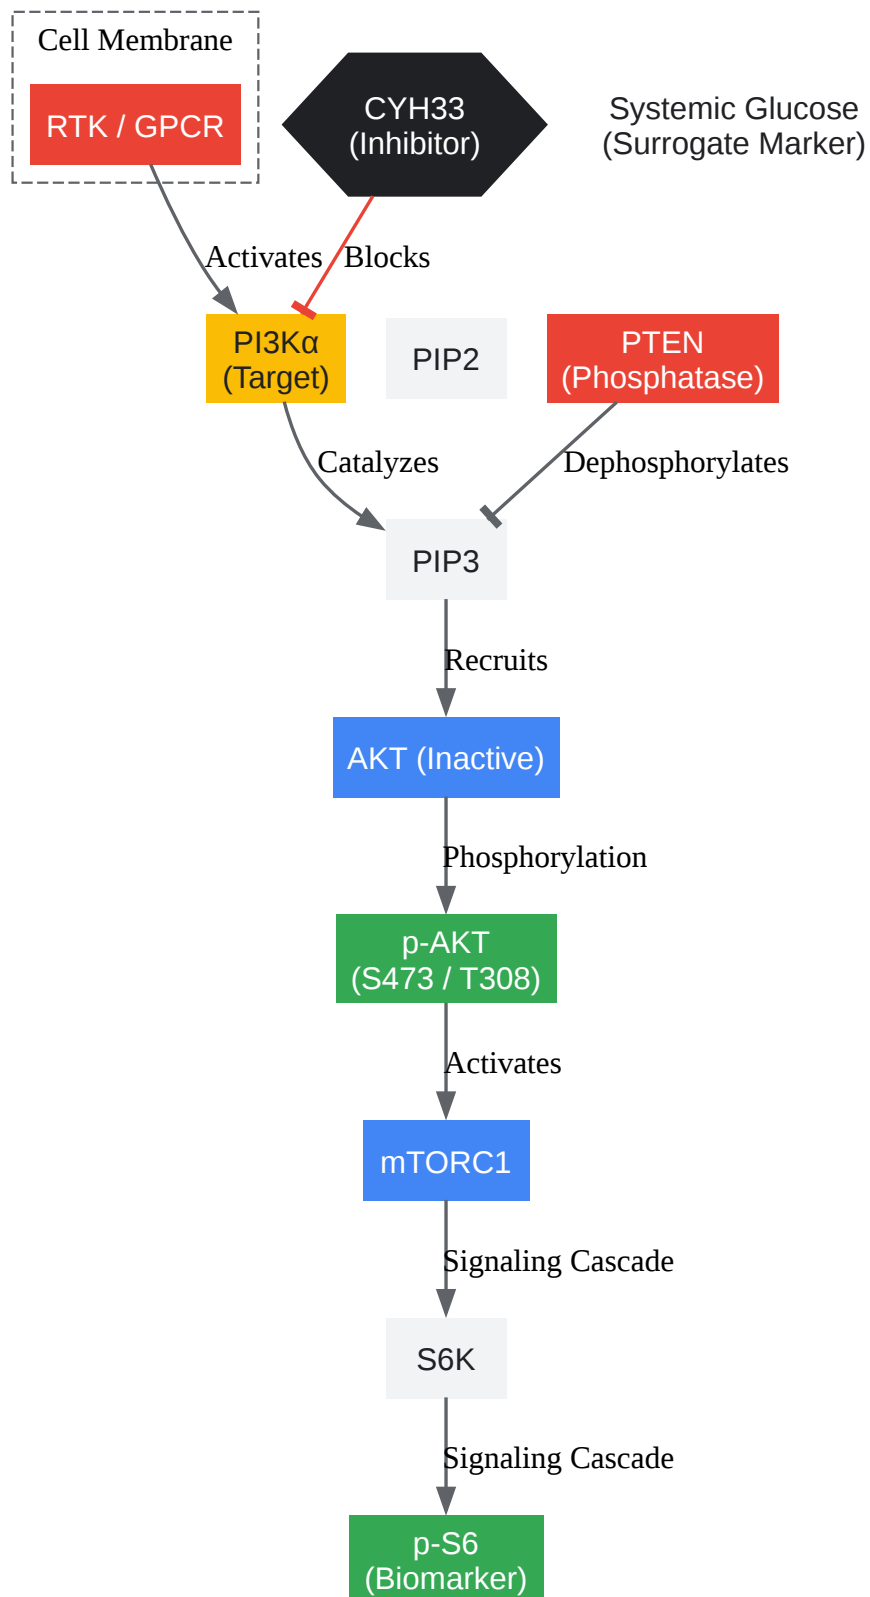 Cell Membrane
RTK / GPCR
CYH33
(Inhibitor)
Systemic Glucose
(Surrogate Marker)
Activates
Blocks
PI3Kα
(Target)
PIP2
PTEN
(Phosphatase)
Catalyzes
Dephosphorylates
PIP3
Recruits
AKT (Inactive)
Phosphorylation
p-AKT
(S473 / T308)
Activates
mTORC1
Signaling Cascade
S6K
Signaling Cascade
p-S6
(Biomarker)